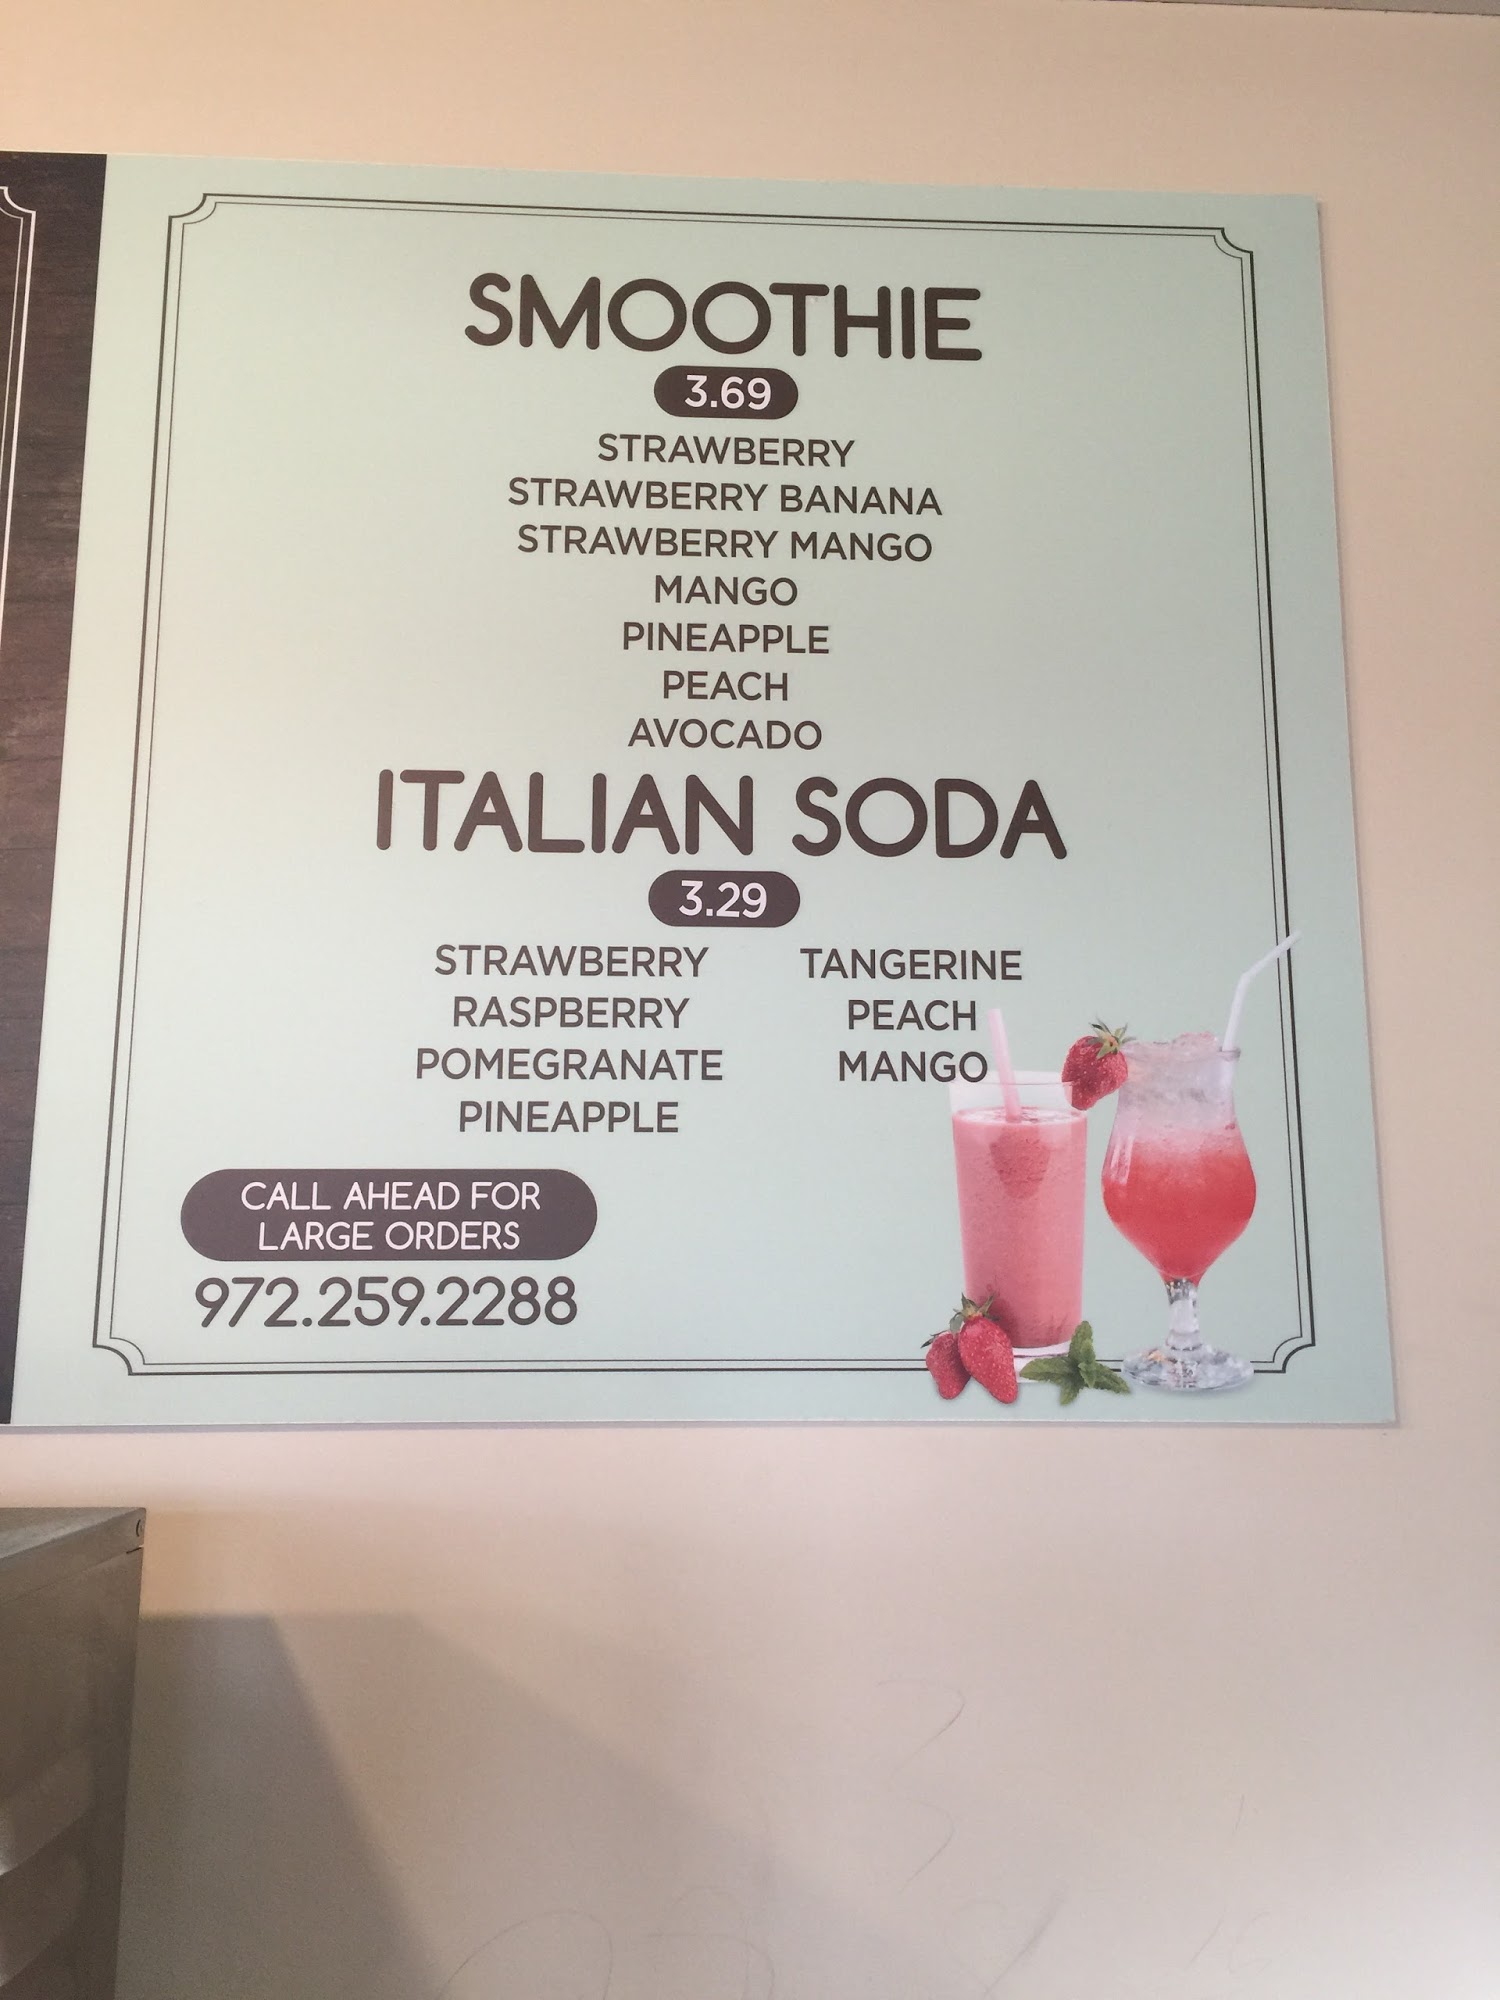 SMOOTHIE
3.69
STRAWBERRY
STRAWBERRY BANANA
STRAWBERRY MANGO
MANGO
PINEAPPLE
PEACH
AVOCADO
ITALIAN SODA
3.29
STRAWBERRY
RASPBERRY
POMEGRANATE
PINEAPPLE
TANGERINE
PEACH
MANGO
CALL AHEAD FOR
LARGE ORDERS
972.259.2288